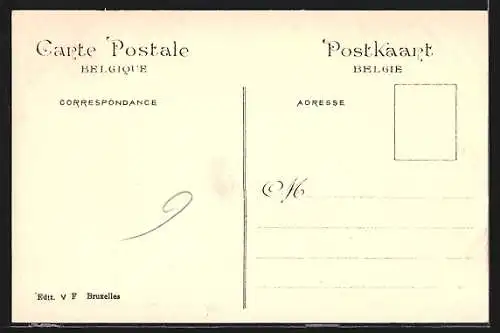 Carte Postale
BELGIQUE
Postkaart
BELGIE
CORRESPONDANCE
ADRESSE
M
9
Edit. V F Bruxelles